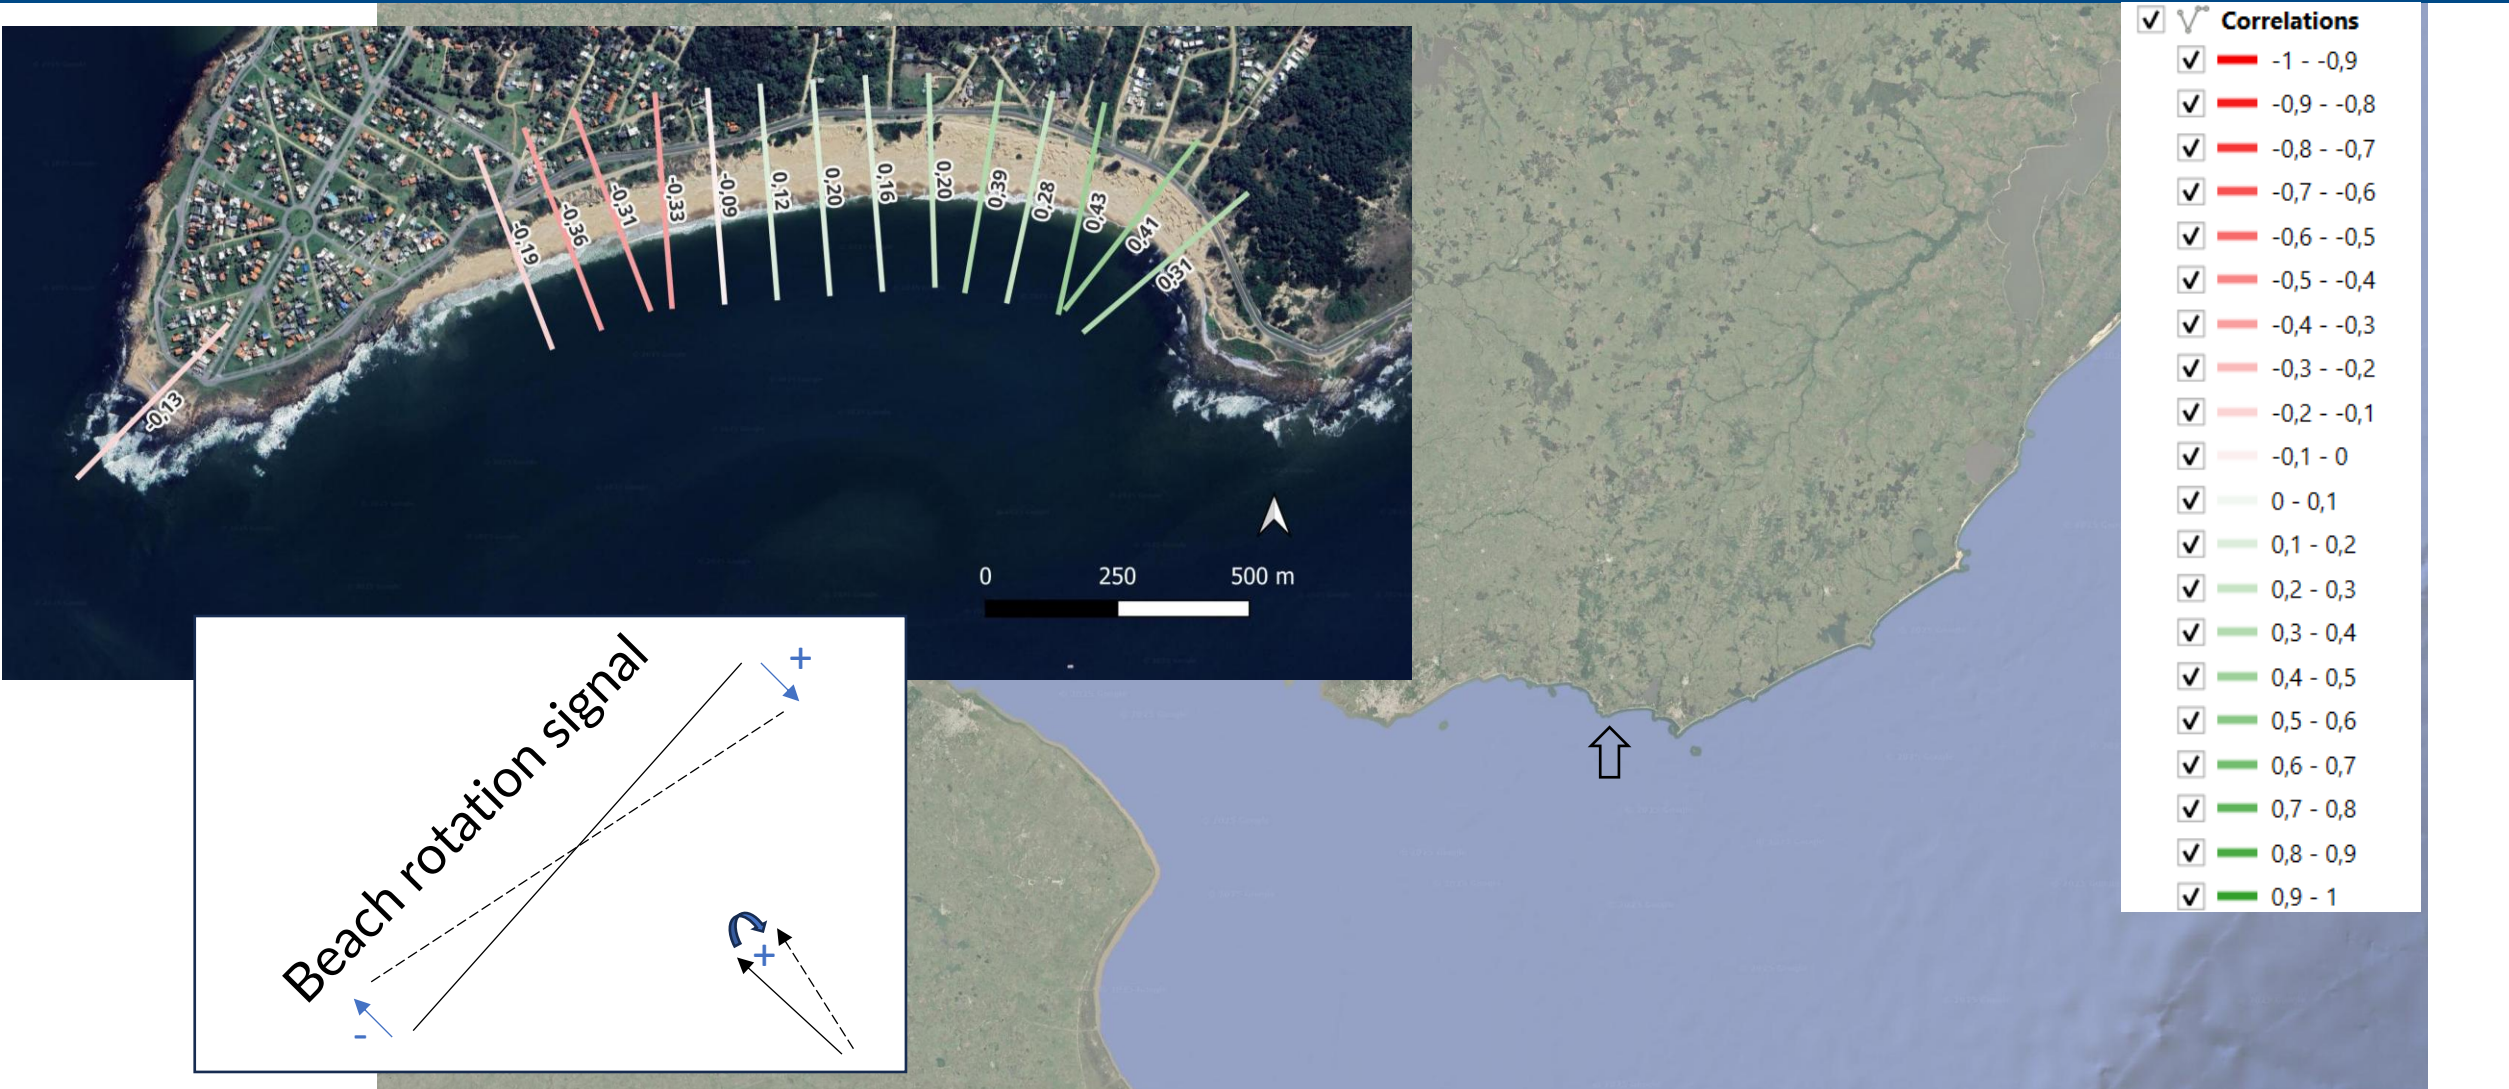 -0,13
-0,19
-0,36
-0,31
-0,33
-0,09
0,12
0,20
0,16
0,20
0,39
0,28
0,43
0,41
0,31
0 250 500 m
Beach rotation signal
+
-
+
Correlations
-1 - -0,9
-0,9 - -0,8
-0,8 - -0,7
-0,7 - -0,6
-0,6 - -0,5
-0,5 - -0,4
-0,4 - -0,3
-0,3 - -0,2
-0,2 - -0,1
-0,1 - 0
0 - 0,1
0,1 - 0,2
0,2 - 0,3
0,3 - 0,4
0,4 - 0,5
0,5 - 0,6
0,6 - 0,7
0,7 - 0,8
0,8 - 0,9
0,9 - 1